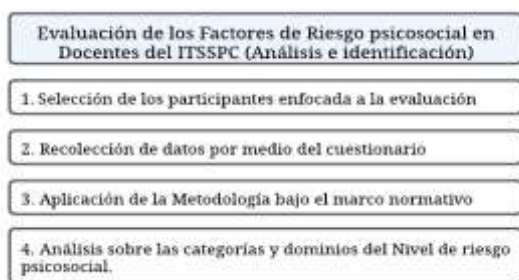 Evaluación de los Factores de Riesgo psicosocial en
Docentes del ITSSPC (Análisis e identificación)
1. Selección de los participantes enfocada a la evaluación
2. Recolección de datos por medio del cuestionario
3. Aplicación de la Metodología bajo el marco normativo
4. Análisis sobre las categorías y dominios del Nivel de riesgo
psicosocial.